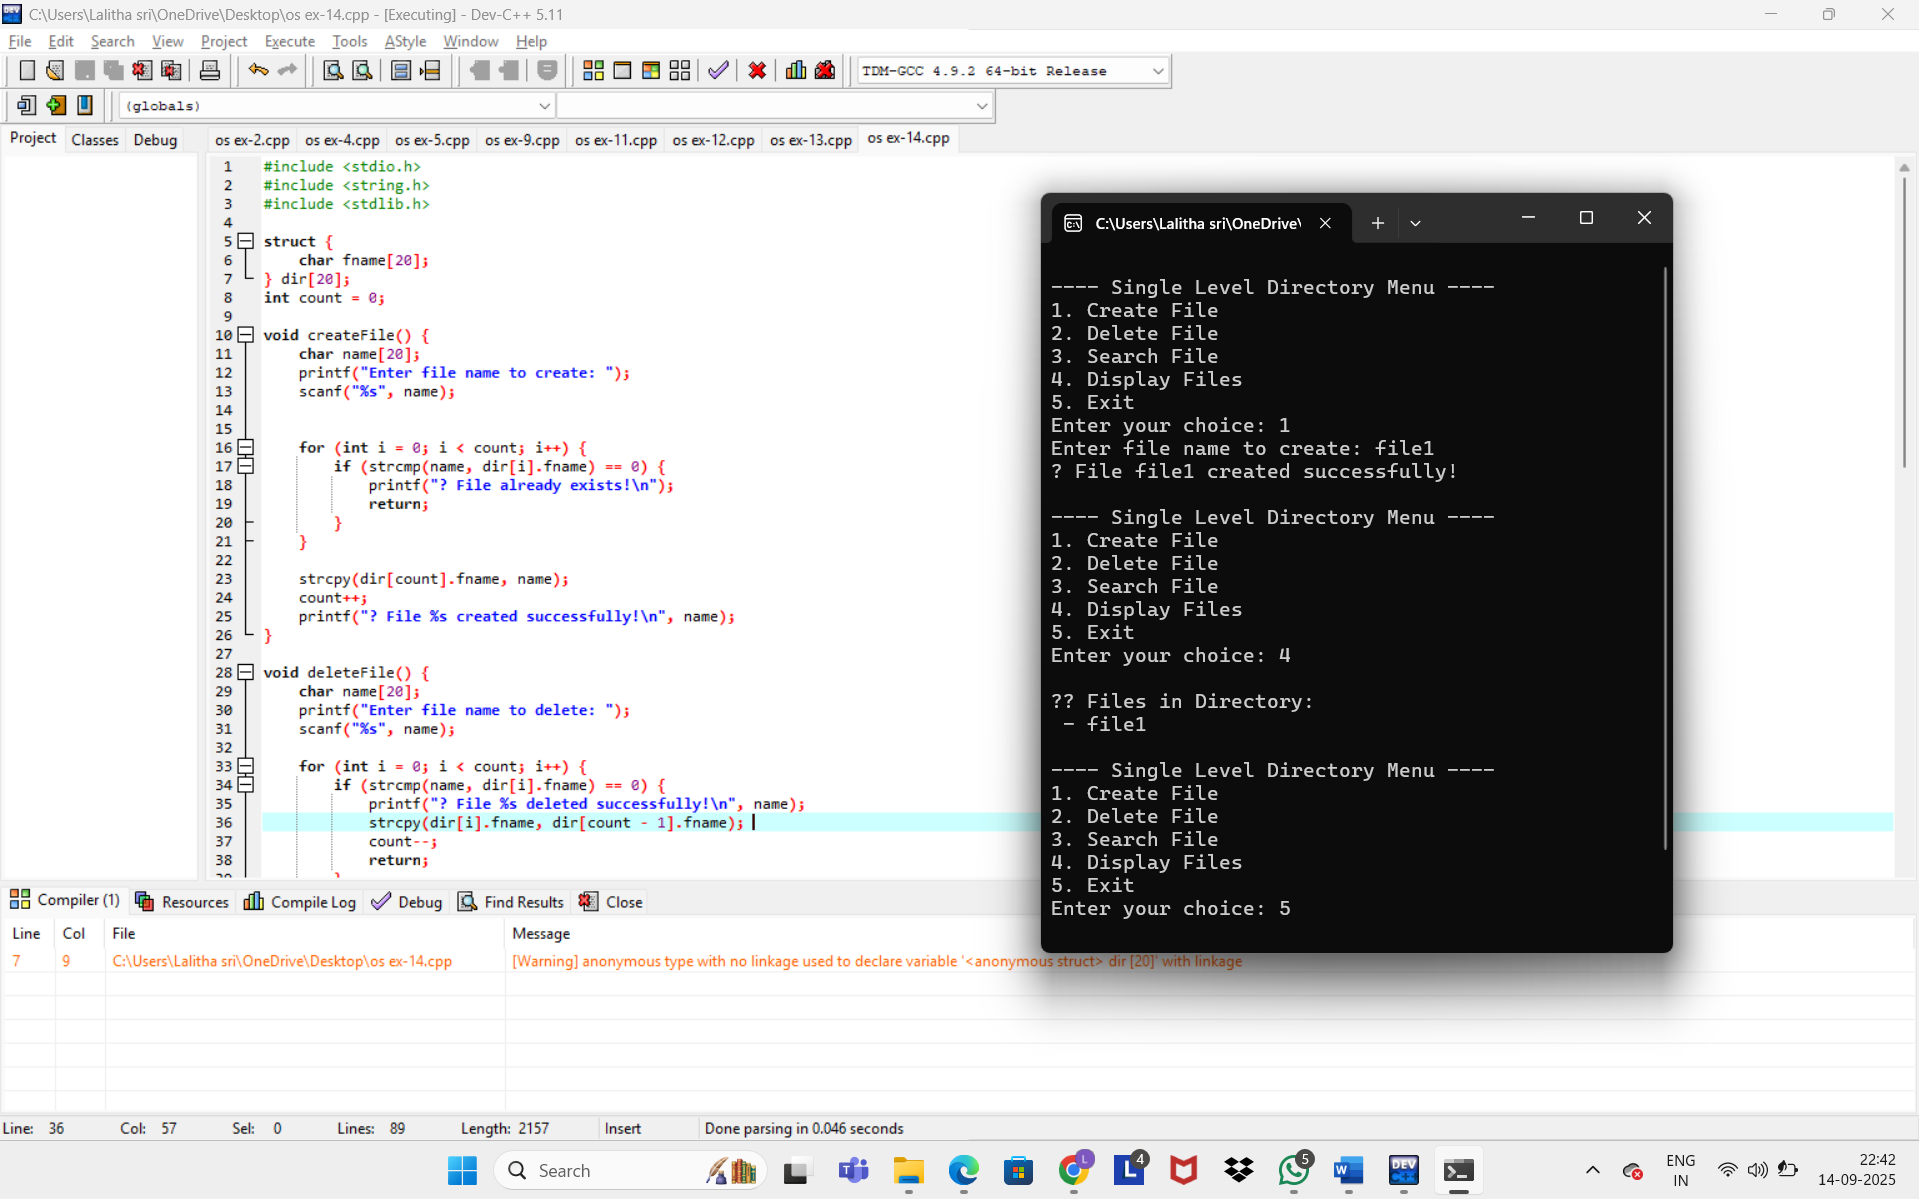 C:\Users\Lalitha sri\OneDrive\Desktop\os ex-14.cpp - [Executing] - Dev-C++ 5.11
File Edit Search View Project Execute Tools AStyle Window Help
TDM-GCC 4.9.2 64-bit Release
(globals)
Project Classes Debug
os ex-2.cpp os ex-4.cpp os ex-5.cpp os ex-9.cpp os ex-11.cpp os ex-12.cpp os ex-13.cpp os ex-14.cpp
1 #include <stdio.h>
2 #include <string.h>
3 #include <stdlib.h>
4
5 struct {
6 char fname[20];
7 } dir[20];
8 int count = 0;
9
10 void createFile() {
11 char name[20];
12 printf("Enter file name to create: ");
13 scanf("%s", name);
14
15
16 for (int i = 0; i < count; i++) {
17 if (strcmp(name, dir[i].fname) == 0) {
18 printf("? File already exists!\n");
19 return;
20 }
21 }
22
23 strcpy(dir[count].fname, name);
24 count++;
25 printf("? File %s created successfully!\n", name);
26 }
27
28 void deleteFile() {
29 char name[20];
30 printf("Enter file name to delete: ");
31 scanf("%s", name);
32
33 for (int i = 0; i < count; i++) {
34 if (strcmp(name, dir[i].fname) == 0) {
35 printf("? File %s deleted successfully!\n", name);
36 strcpy(dir[i].fname, dir[count - 1].fname);
37 count--;
38 return;
C:\Users\Lalitha sri\OneDrive\
---- Single Level Directory Menu ----
1. Create File
2. Delete File
3. Search File
4. Display Files
5. Exit
Enter your choice: 1
Enter file name to create: file1
? File file1 created successfully!
---- Single Level Directory Menu ----
1. Create File
2. Delete File
3. Search File
4. Display Files
5. Exit
Enter your choice: 4
?? Files in Directory:
- file1
---- Single Level Directory Menu ----
1. Create File
2. Delete File
3. Search File
4. Display Files
5. Exit
Enter your choice: 5
Compiler (1) Resources Compile Log Debug Find Results Close
Line Col File Message
7 9 C:\Users\Lalitha sri\OneDrive\Desktop\os ex-14.cpp [Warning] anonymous type with no linkage used to declare variable '<anonymous struct> dir [20]' with linkage
Line: 36 Col: 57 Sel: 0 Lines: 89 Length: 2157 Insert Done parsing in 0.046 seconds
Search
L
L 4
5
W
DEV
ENG
IN
22:42
14-09-2025